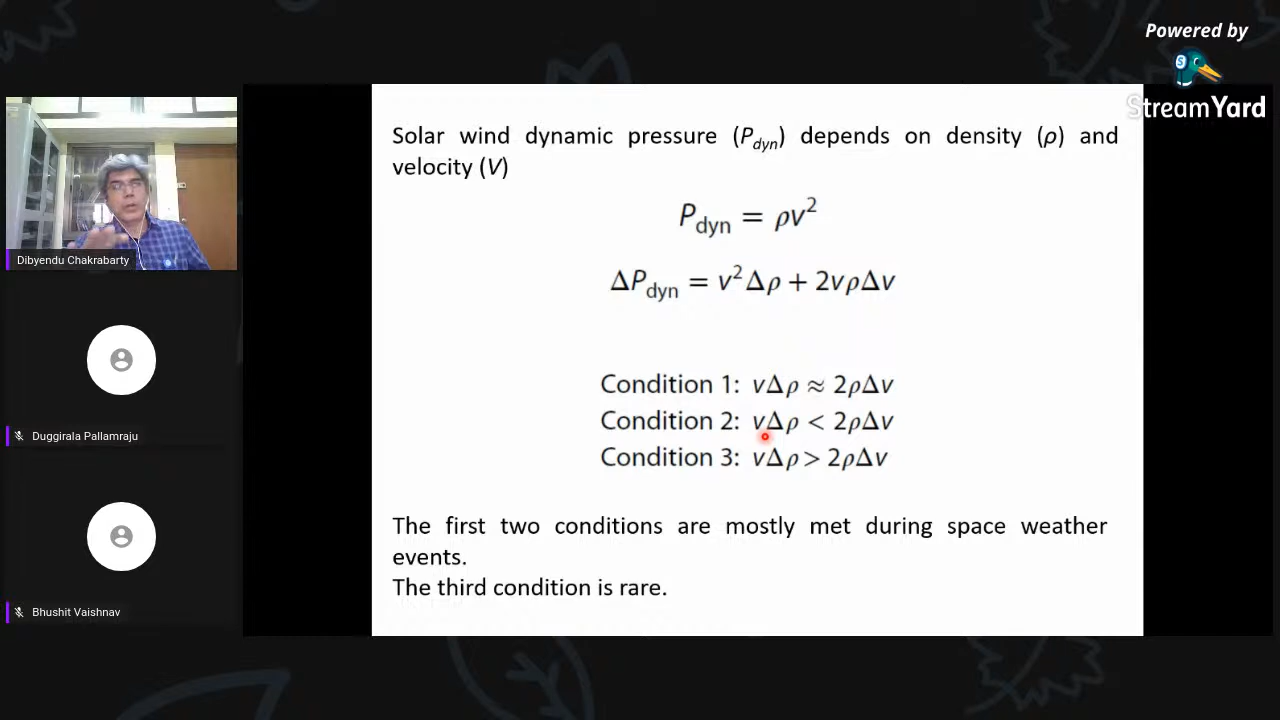 Powered by
StreamYard
Solar wind dynamic pressure (P_dyn) depends on density (ρ) and
velocity (V)
P_dyn = ρv²
ΔP_dyn = v²Δρ + 2vρΔv
Condition 1: vΔρ ≈ 2ρΔv
Condition 2: vΔρ < 2ρΔv
Condition 3: vΔρ > 2ρΔv
The first two conditions are mostly met during space weather
events.
The third condition is rare.
Dibyendu Chakrabarty
Duggirala Pallamraju
Bhushit Vaishnav